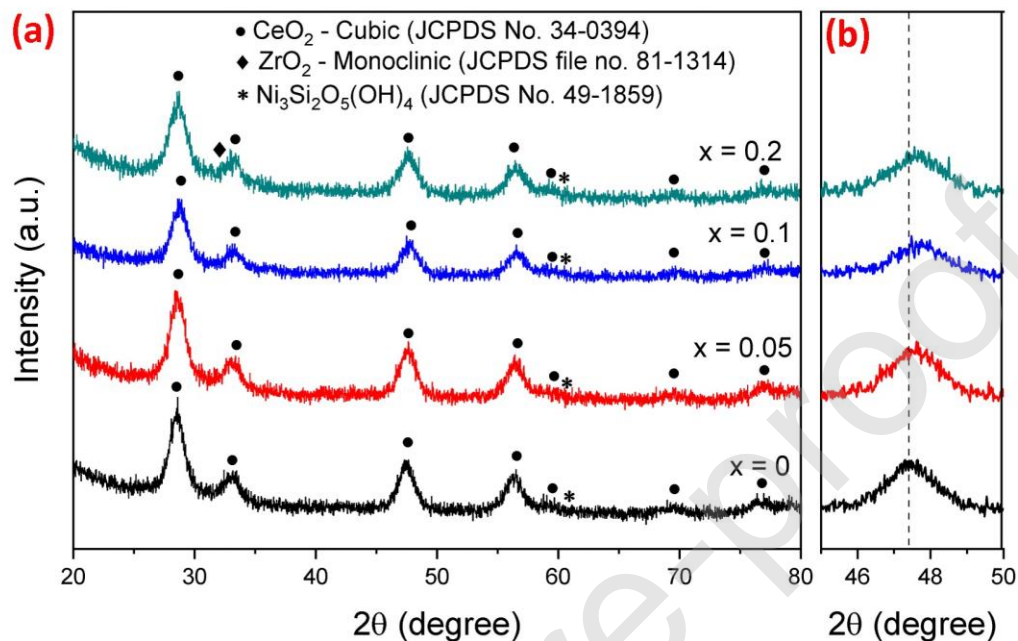 (a)
● CeO₂ - Cubic (JCPDS No. 34-0394)
◆ ZrO₂ - Monoclinic (JCPDS file no. 81-1314)
* Ni₃Si₂O₅(OH)₄ (JCPDS No. 49-1859)
x = 0.2
x = 0.1
x = 0.05
x = 0
Intensity (a.u.)
20 30 40 50 60 70 80
2θ (degree)
(b)
46 48 50
2θ (degree)
e-proof